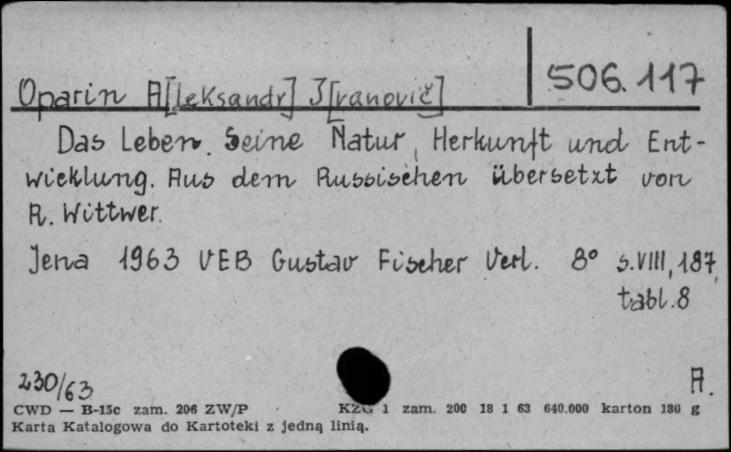 506.117
Oparin A[leksandr] I[vanovič]
Das Leben. Seine Natur, Herkunft und Ent-
wicklung. Aus dem Russischen übersetzt von
R. Wittwer.
Jena 1963 VEB Gustav Fischer Verl. 8° s.VIII, 187,
tabl. 8
230/63 A.
CWD — B-15c zam. 206 ZW/P KZG 1 zam. 200 18 1 63 640.000 karton 180 g
Karta Katalogowa do Kartoteki z jedną linią.